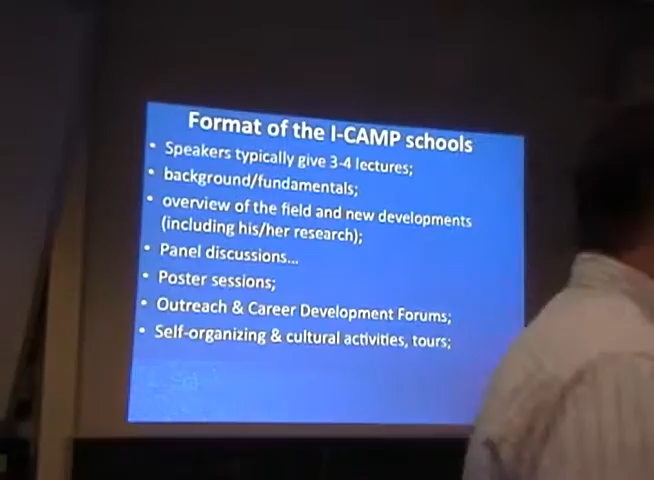 Format of the I-CAMP schools
• Speakers typically give 3-4 lectures;
• background/fundamentals;
• overview of the field and new developments
(including his/her research);
• Panel discussions...
• Poster sessions;
• Outreach & Career Development Forums;
• Self-organizing & cultural activities, tours;